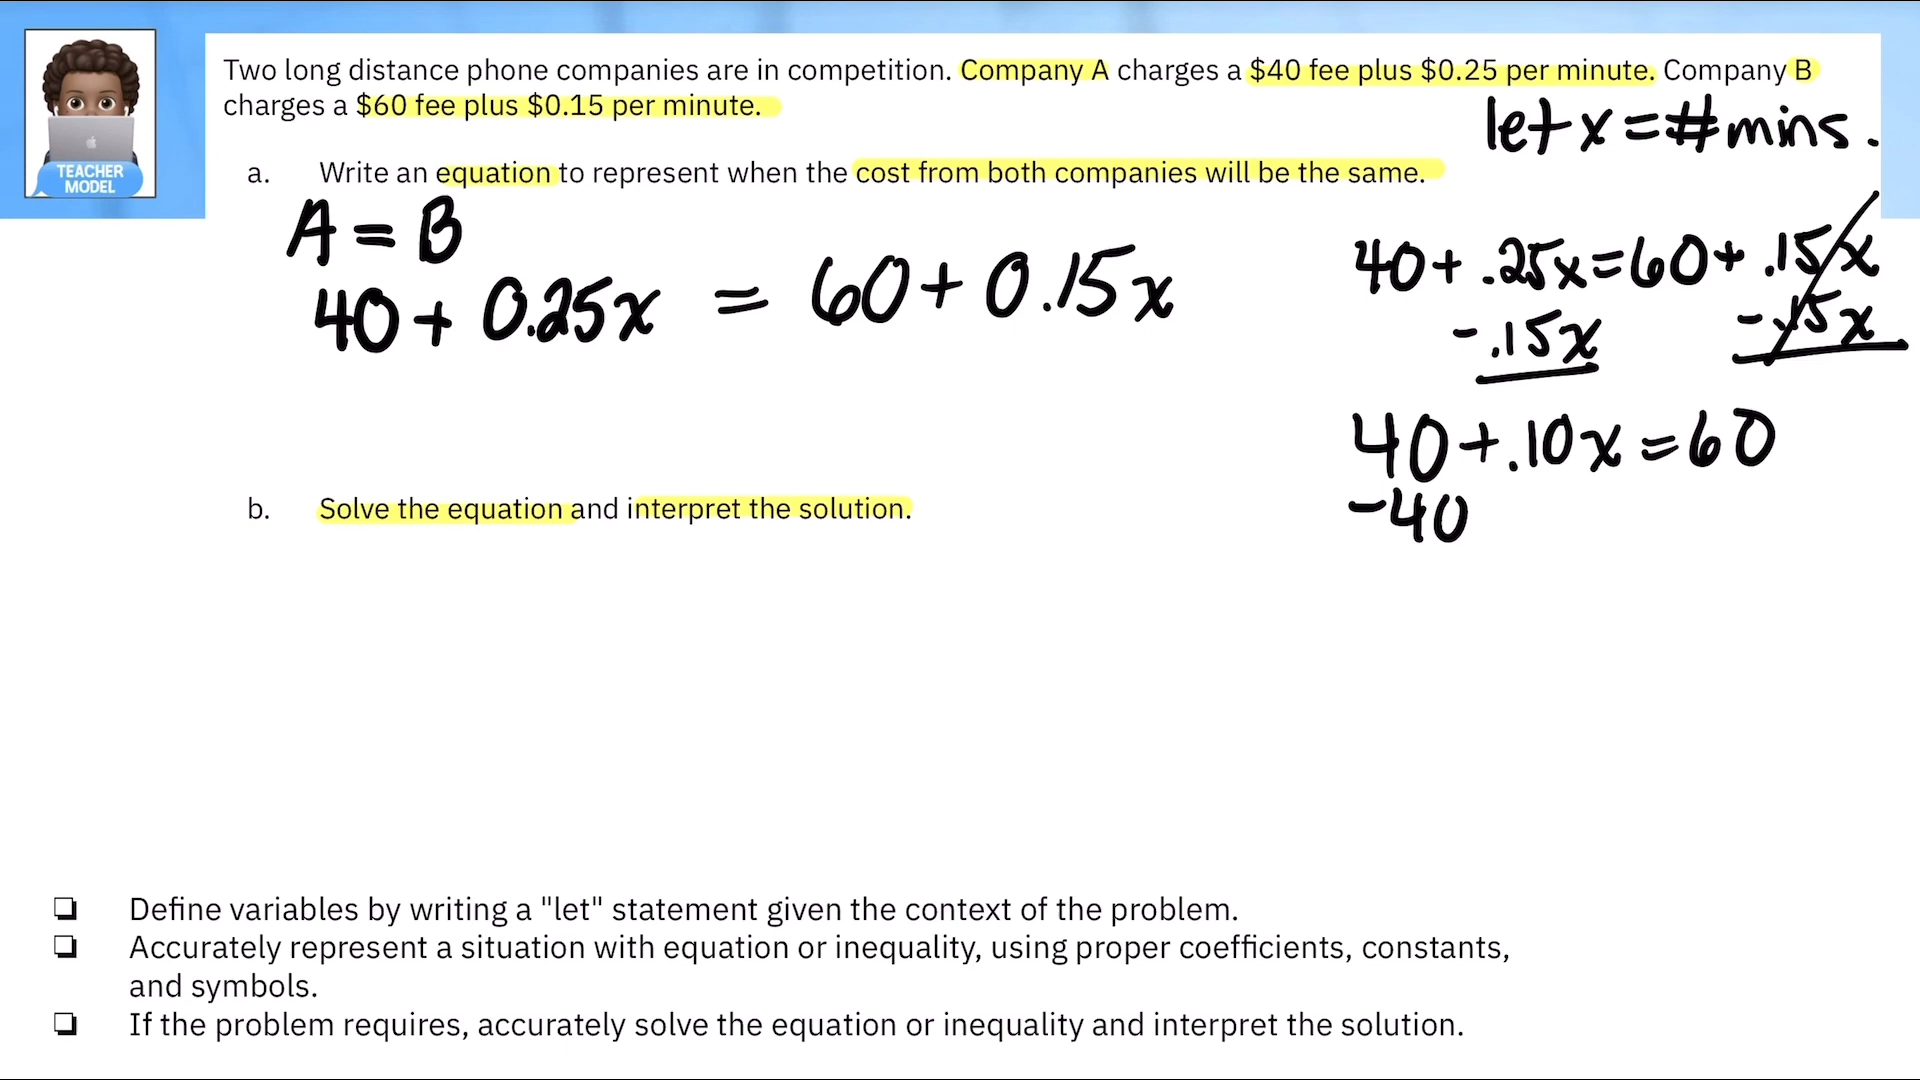 TEACHER
MODEL
Two long distance phone companies are in competition. Company A charges a $40 fee plus $0.25 per minute. Company B
charges a $60 fee plus $0.15 per minute.
let x = # mins.
a. Write an equation to represent when the cost from both companies will be the same.
A = B
40 + 0.25x = 60 + 0.15x
40 + .25x = 60 + .15x
- .15x - .15x
40 + .10x = 60
-40
b. Solve the equation and interpret the solution.
❏ Define variables by writing a "let" statement given the context of the problem.
❏ Accurately represent a situation with equation or inequality, using proper coefficients, constants,
and symbols.
❏ If the problem requires, accurately solve the equation or inequality and interpret the solution.